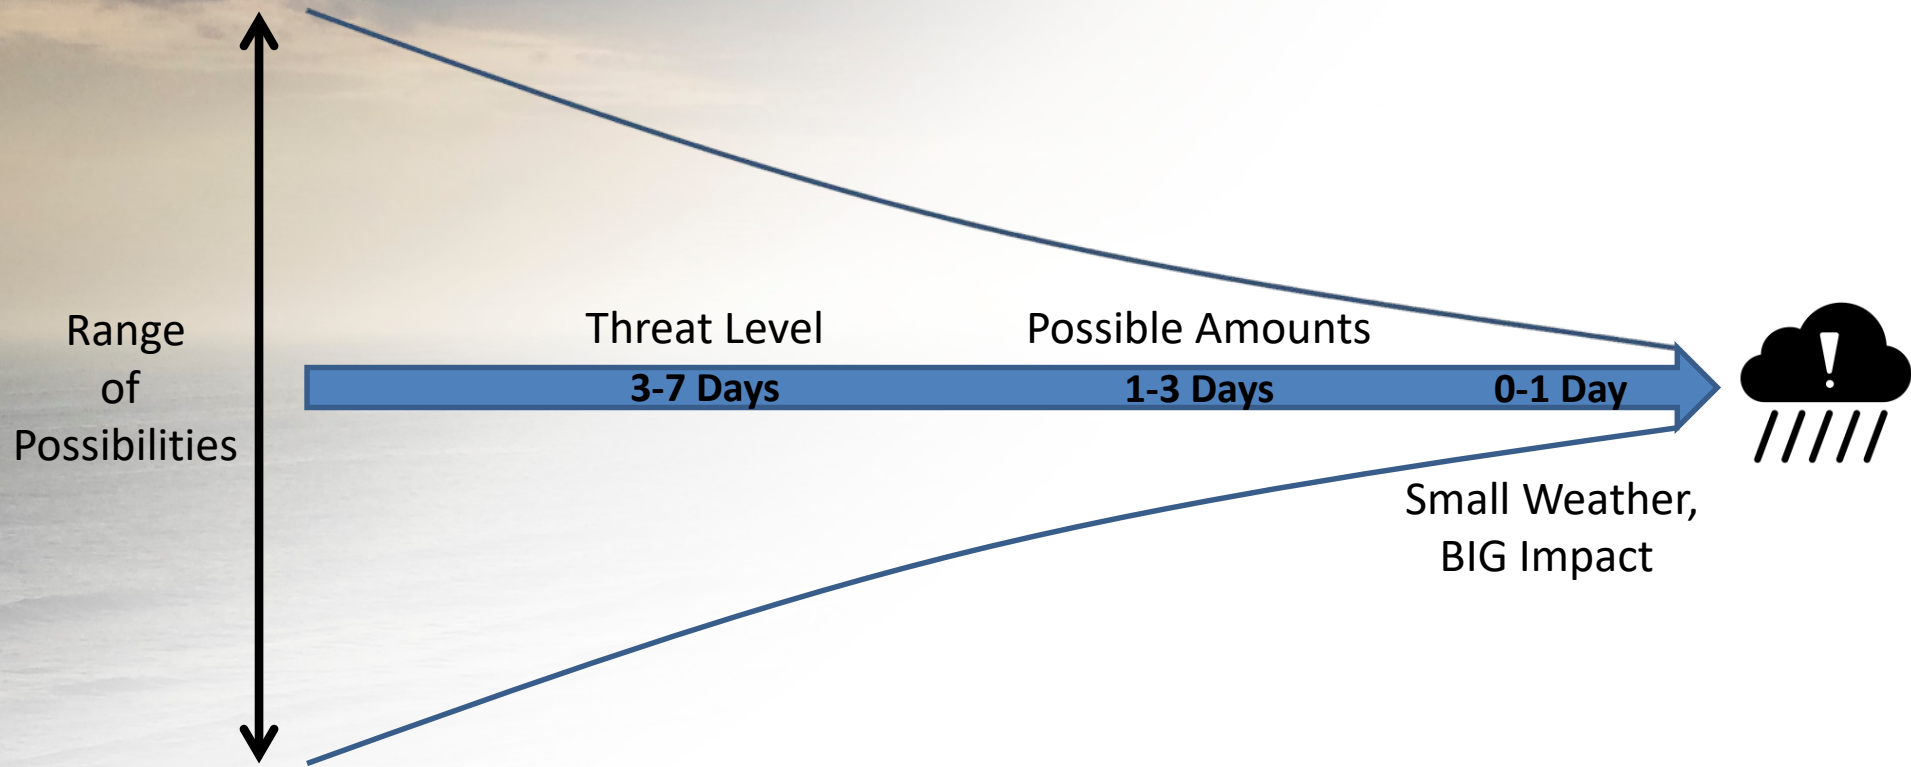 Range
of
Possibilities
Threat Level
Possible Amounts
3-7 Days
1-3 Days
0-1 Day
!
Small Weather,
BIG Impact